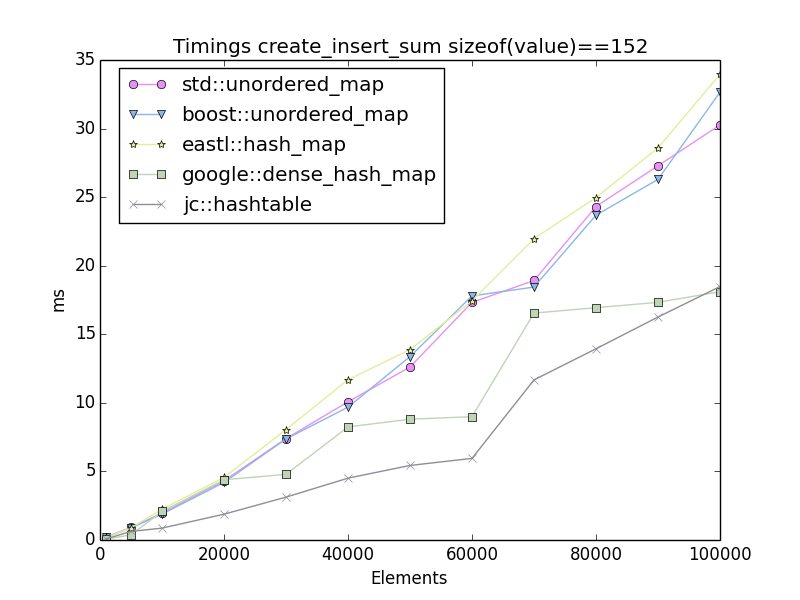 Timings create_insert_sum sizeof(value)==152
35
30
25
20
15
10
5
0
ms
std::unordered_map
boost::unordered_map
eastl::hash_map
google::dense_hash_map
jc::hashtable
0 20000 40000 60000 80000 100000
Elements